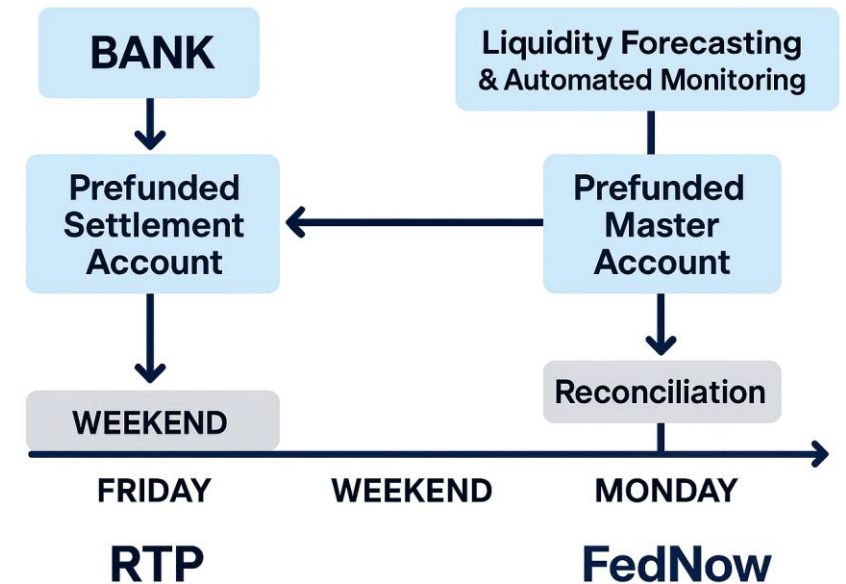 BANK
Liquidity Forecasting
& Automated Monitoring
Prefunded
Settlement
Account
Prefunded
Master
Account
WEEKEND
Reconciliation
FRIDAY
WEEKEND
MONDAY
RTP
FedNow